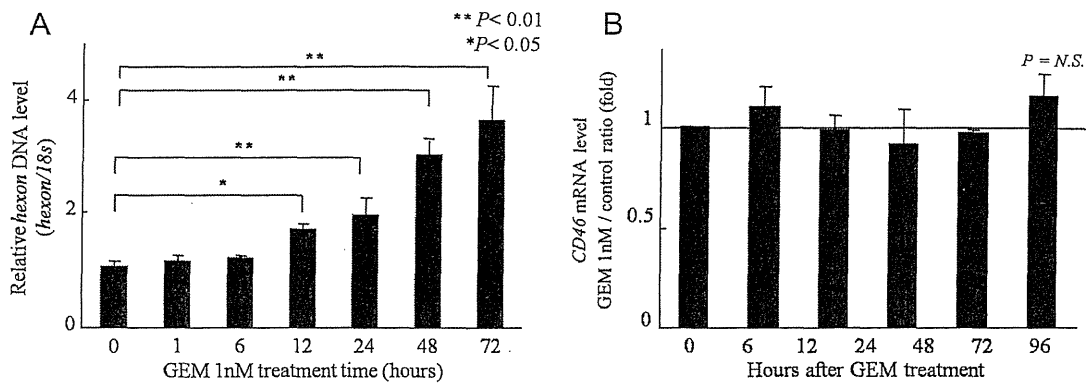 A
** P< 0.01
*P< 0.05
Relative hexon DNA level
(hexon/18s)
4
2
0
**
**
**
*
0 1 6 12 24 48 72
GEM 1nM treatment time (hours)
B
P = N.S.
CD46 mRNA level
GEM 1nM / control ratio (fold)
1
0.5
0
0 6 12 24 48 72 96
Hours after GEM treatment